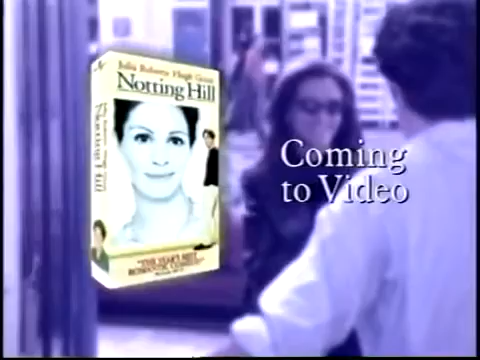 Julia Roberts Hugh Grant
Notting Hill
Notting Hill
"THE YEAR'S BEST
ROMANTIC COMEDY!"
Coming
to Video